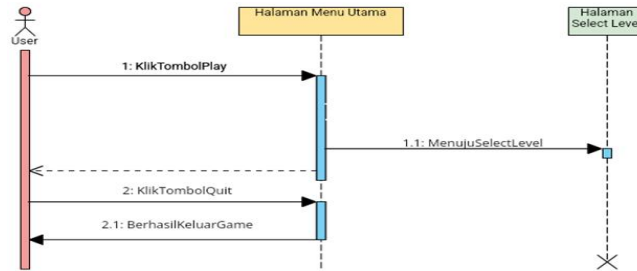 Halaman Menu Utama
Halaman
Select Leve
User
1: KlikTombolPlay
1.1: MenujuSelectLevel
2: KlikTombolQuit
2.1: BerhasilKeluarGame